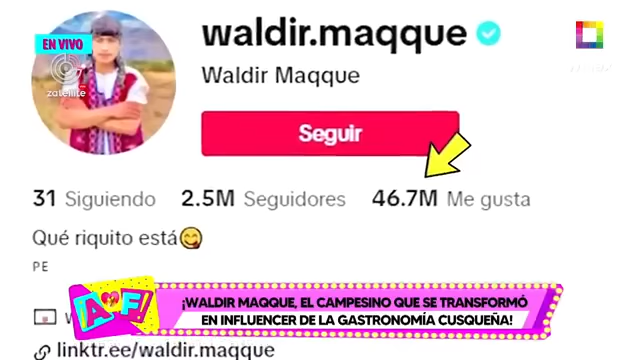 EN VIVO
zatelite
waldir.maqque
Waldir Maqque
Seguir
31 Siguiendo 2.5M Seguidores 46.7M Me gusta
Qué riquito está😋
PE
¡A F!
¡WALDIR MAQQUE, EL CAMPESINO QUE SE TRANSFORMÓ
EN INFLUENCER DE LA GASTRONOMÍA CUSQUEÑA!
linktr.ee/waldir.maqque